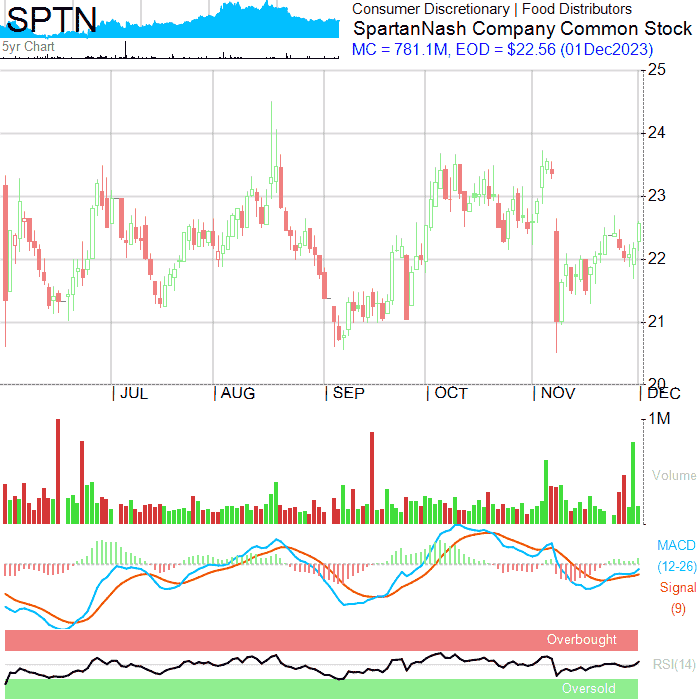 SPTN
5yr Chart
Consumer Discretionary | Food Distributors
SpartanNash Company Common Stock
MC = 781.1M, EOD = $22.56 (01Dec2023)
25
24
23
22
21
20
| JUL | AUG | SEP | OCT | NOV | DEC
1M
Volume
MACD
(12-26)
Signal
(9)
Overbought
RSI(14)
Oversold